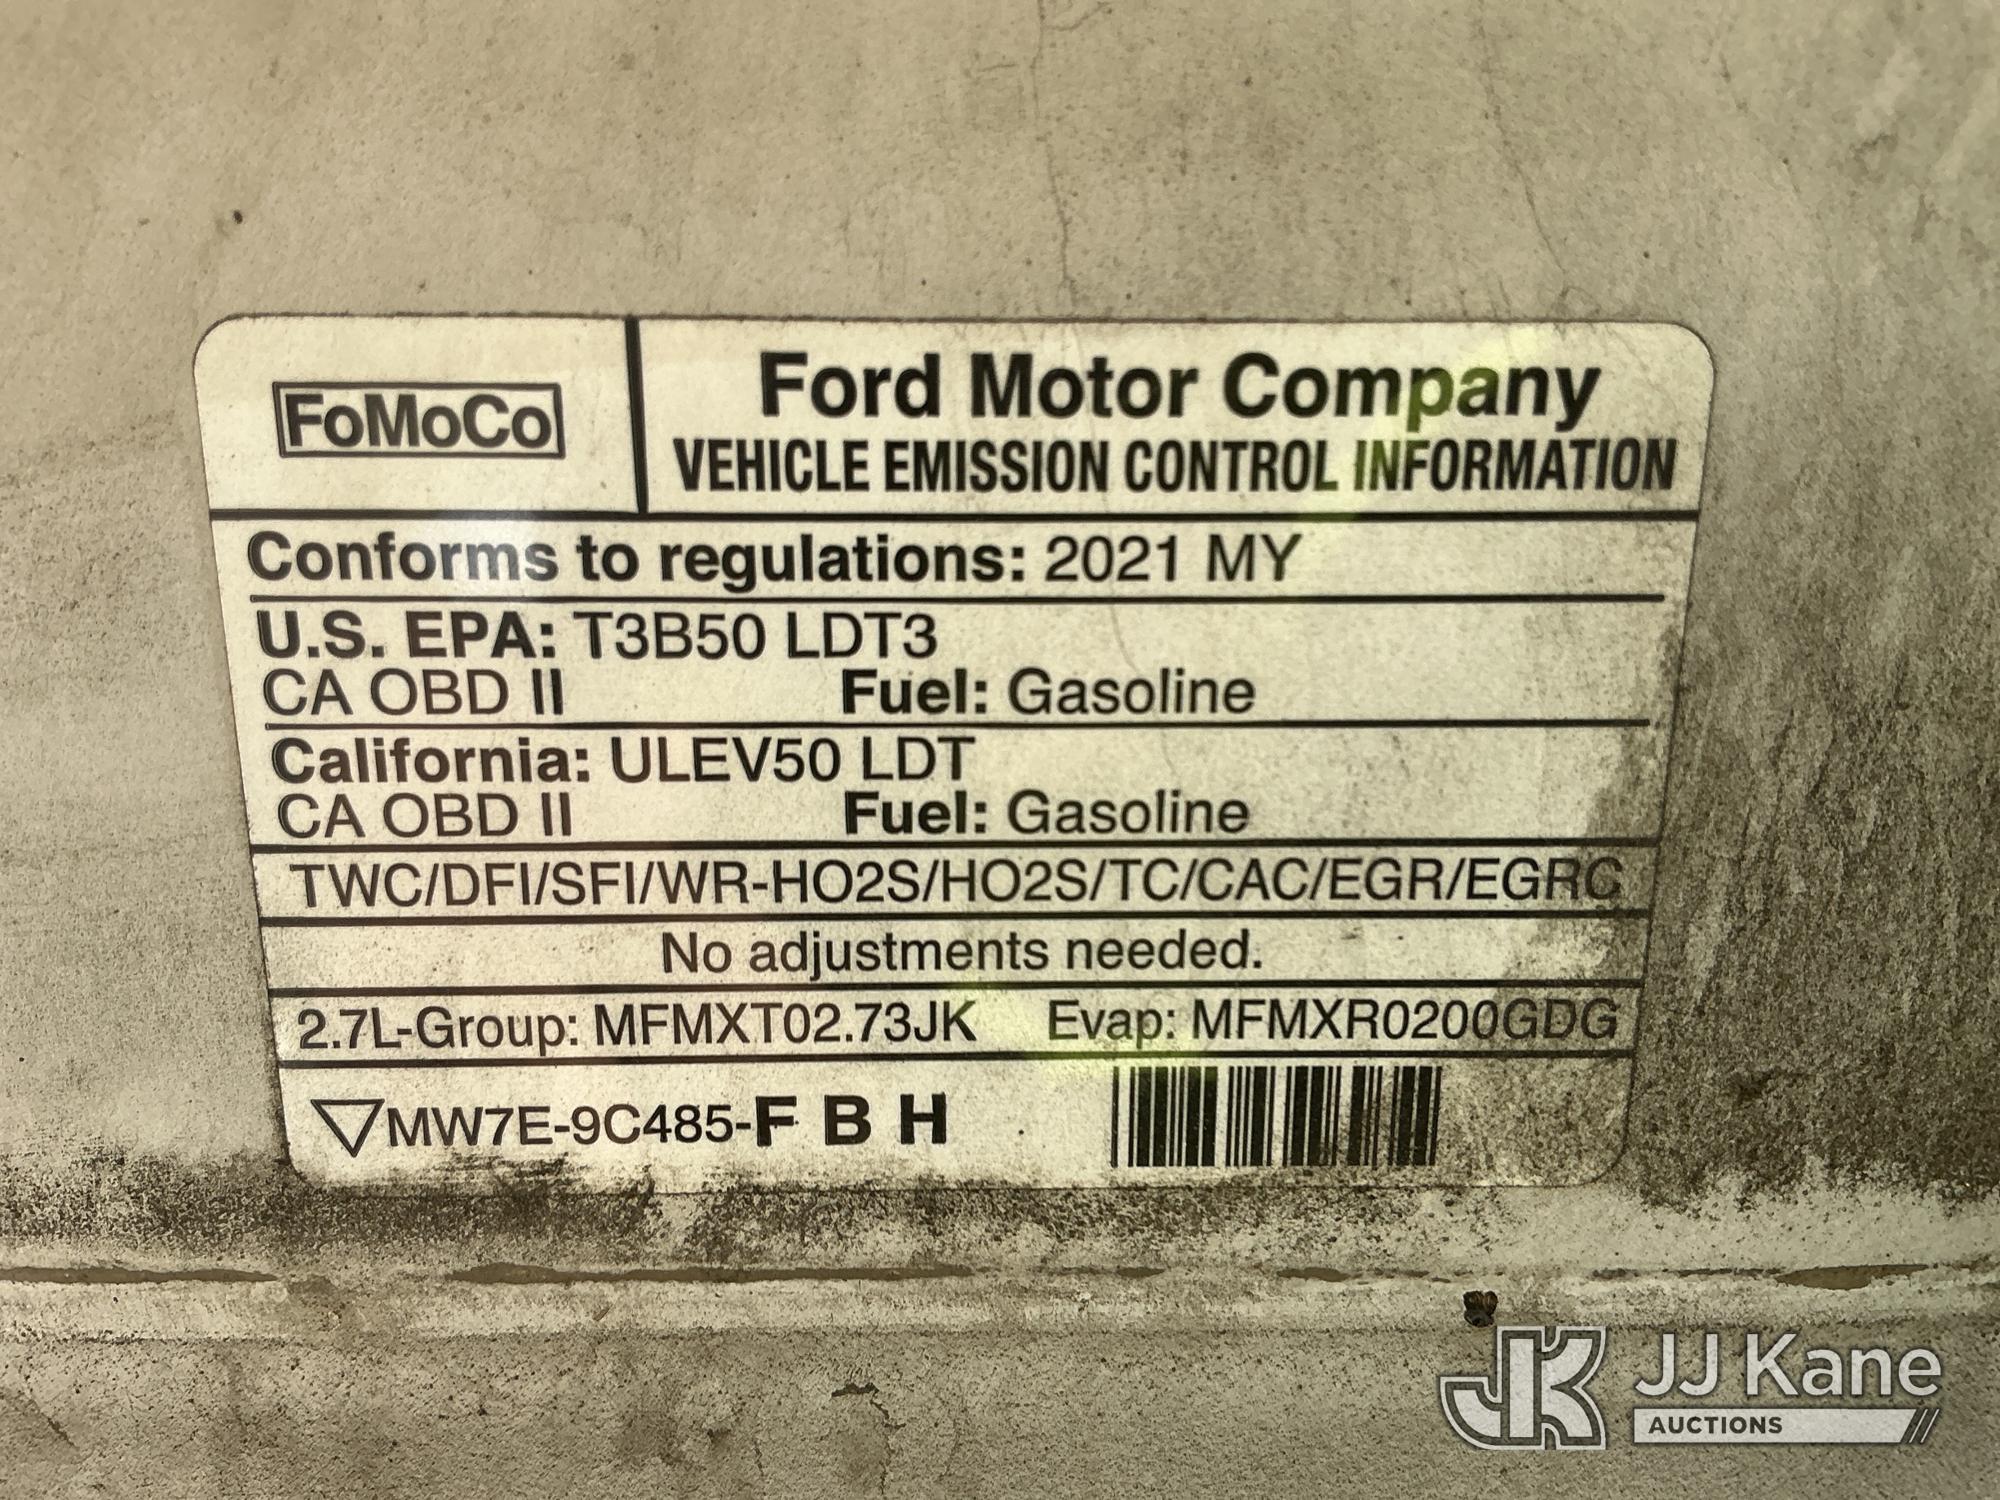 FoMoCo
Ford Motor Company
VEHICLE EMISSION CONTROL INFORMATION
Conforms to regulations: 2021 MY
U.S. EPA: T3B50 LDT3
CA OBD II Fuel: Gasoline
California: ULEV50 LDT
CA OBD II Fuel: Gasoline
TWC/DFI/SFI/WR-HO2S/HO2S/TC/CAC/EGR/EGRC
No adjustments needed.
2.7L-Group: MFMXT02.73JK Evap: MFMXR0200GDG
MW7E-9C485-F B H
JK JJ Kane
AUCTIONS